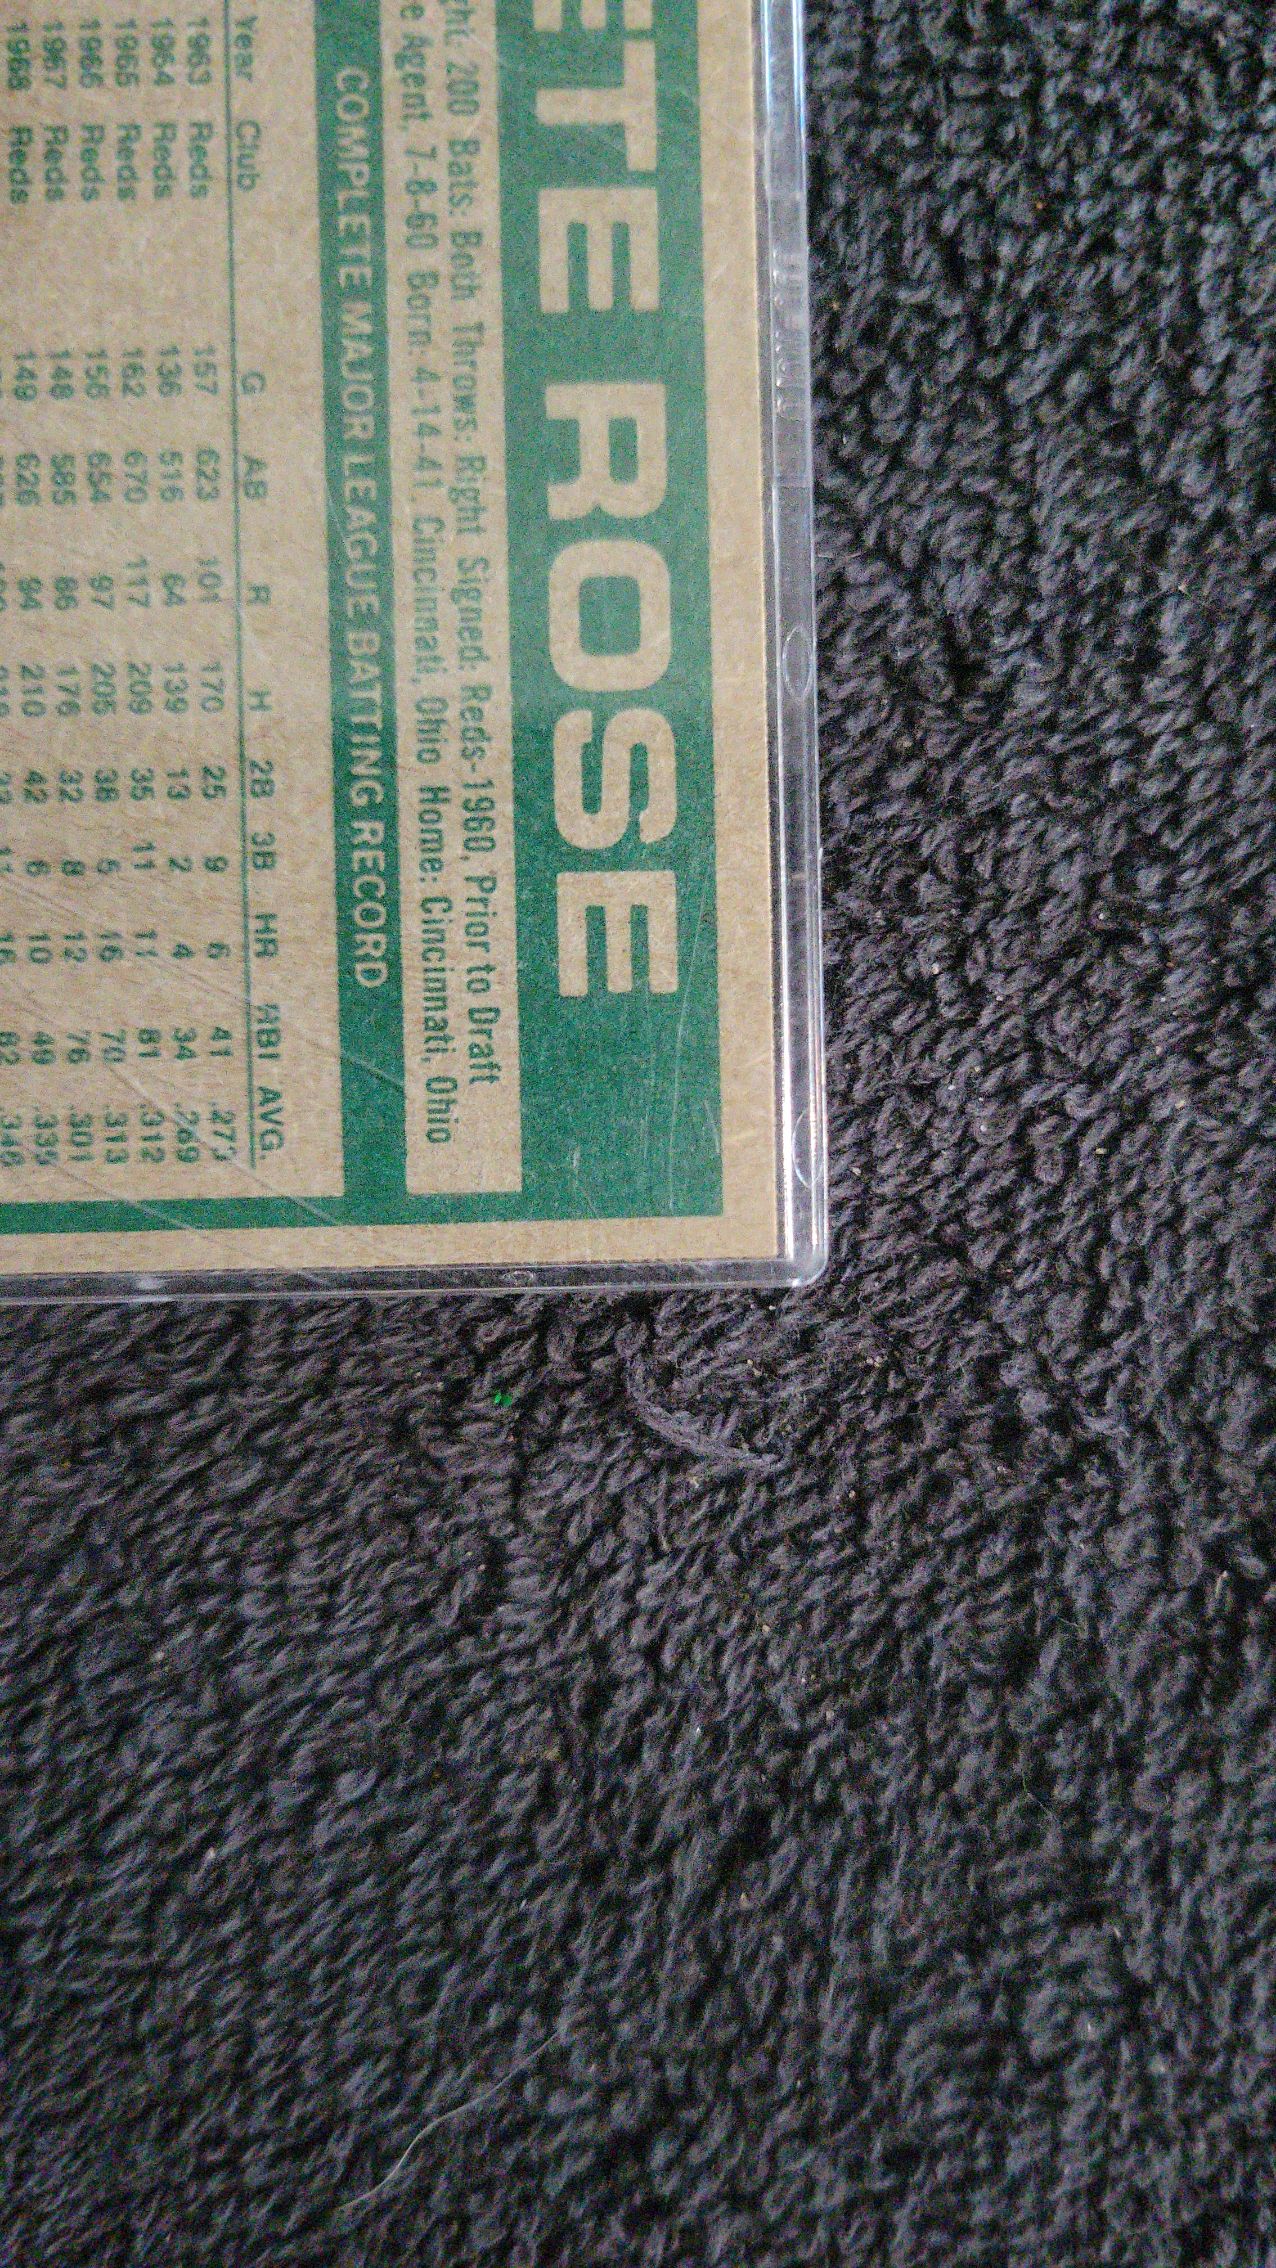 ETE ROSE
ght: 200 Bats: Both Throws: Right Signed: Reds-1960, Prior to Draft
e Agent, 7-8-60 Born: 4-14-41, Cincinnati, Ohio Home: Cincinnati, Ohio
COMPLETE MAJOR LEAGUE BATTING RECORD
Year Club G AB R H 2B 3B HR RBI AVG.
1963 Reds 157 623 101 170 25 9 6 41 .273
1964 Reds 136 516 64 139 13 2 4 34 .269
1965 Reds 162 670 117 209 35 11 11 81 .312
1966 Reds 156 654 97 205 38 5 16 70 .313
1967 Reds 148 585 86 176 32 8 12 76 .301
1968 Reds 149 626 94 210 42 6 10 49 .335
16 82